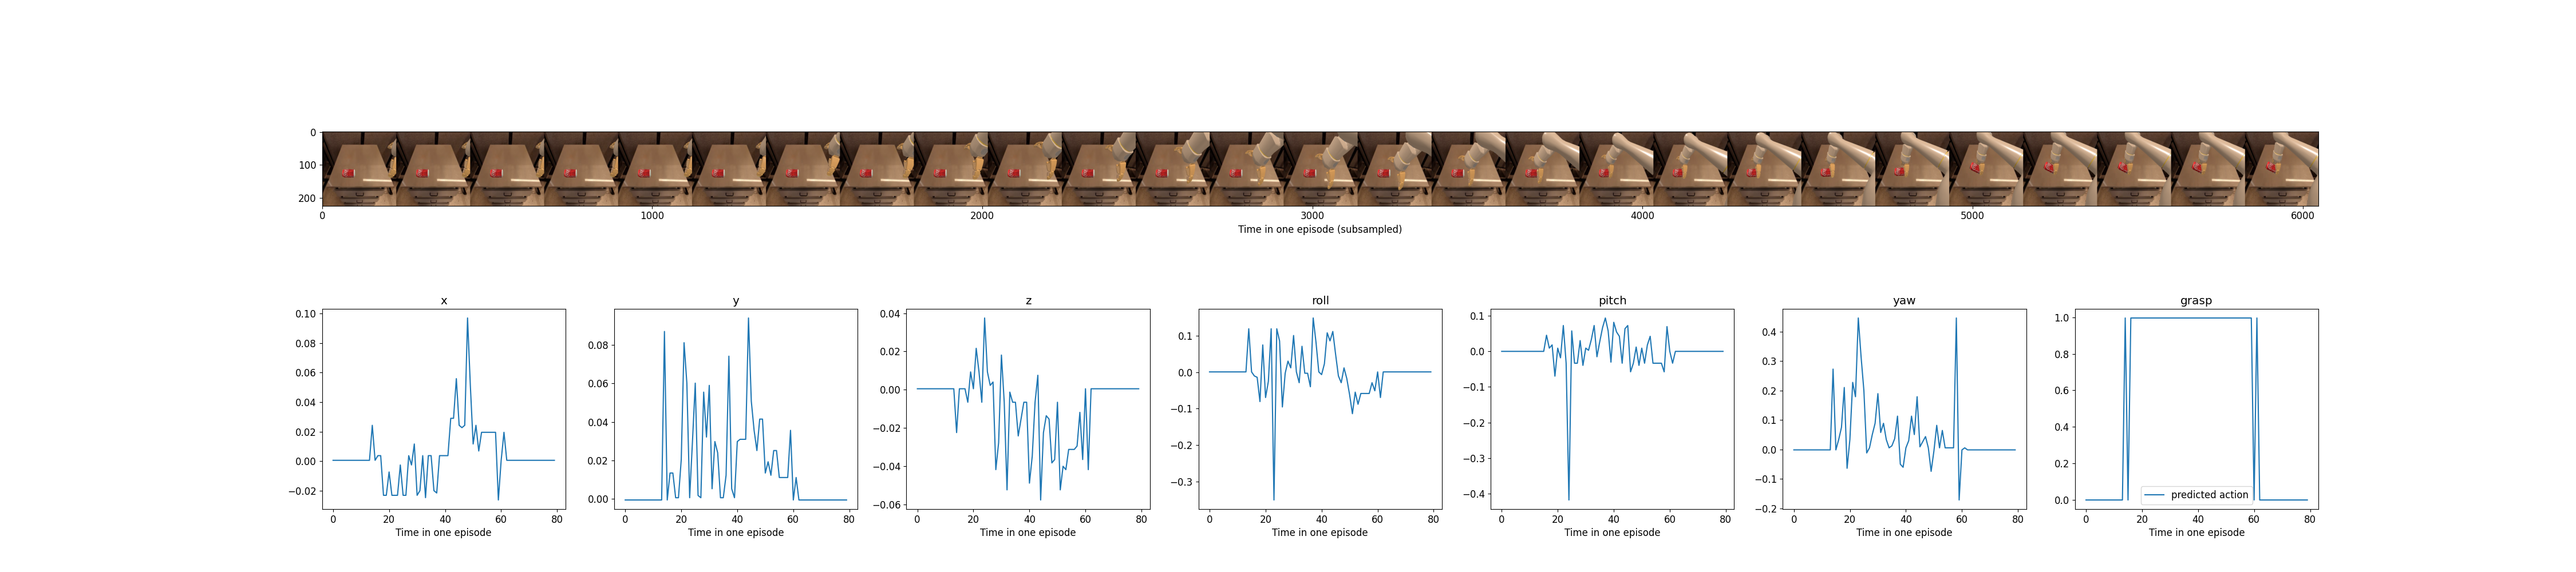 0
100
200
0 1000 2000 3000 4000 5000 6000
Time in one episode (subsampled)
x y z roll pitch yaw grasp
0.10
0.08
0.06
0.04
0.02
0.00
−0.02
0 20 40 60 80
Time in one episode
0.08
0.06
0.04
0.02
0.00
0 20 40 60 80
Time in one episode
0.04
0.02
0.00
−0.02
−0.04
−0.06
0 20 40 60 80
Time in one episode
0.1
0.0
−0.1
−0.2
−0.3
0 20 40 60 80
Time in one episode
0.1
0.0
−0.1
−0.2
−0.3
−0.4
0 20 40 60 80
Time in one episode
0.4
0.3
0.2
0.1
0.0
−0.1
−0.2
0 20 40 60 80
Time in one episode
1.0
0.8
0.6
0.4
0.2
0.0
predicted action
0 20 40 60 80
Time in one episode